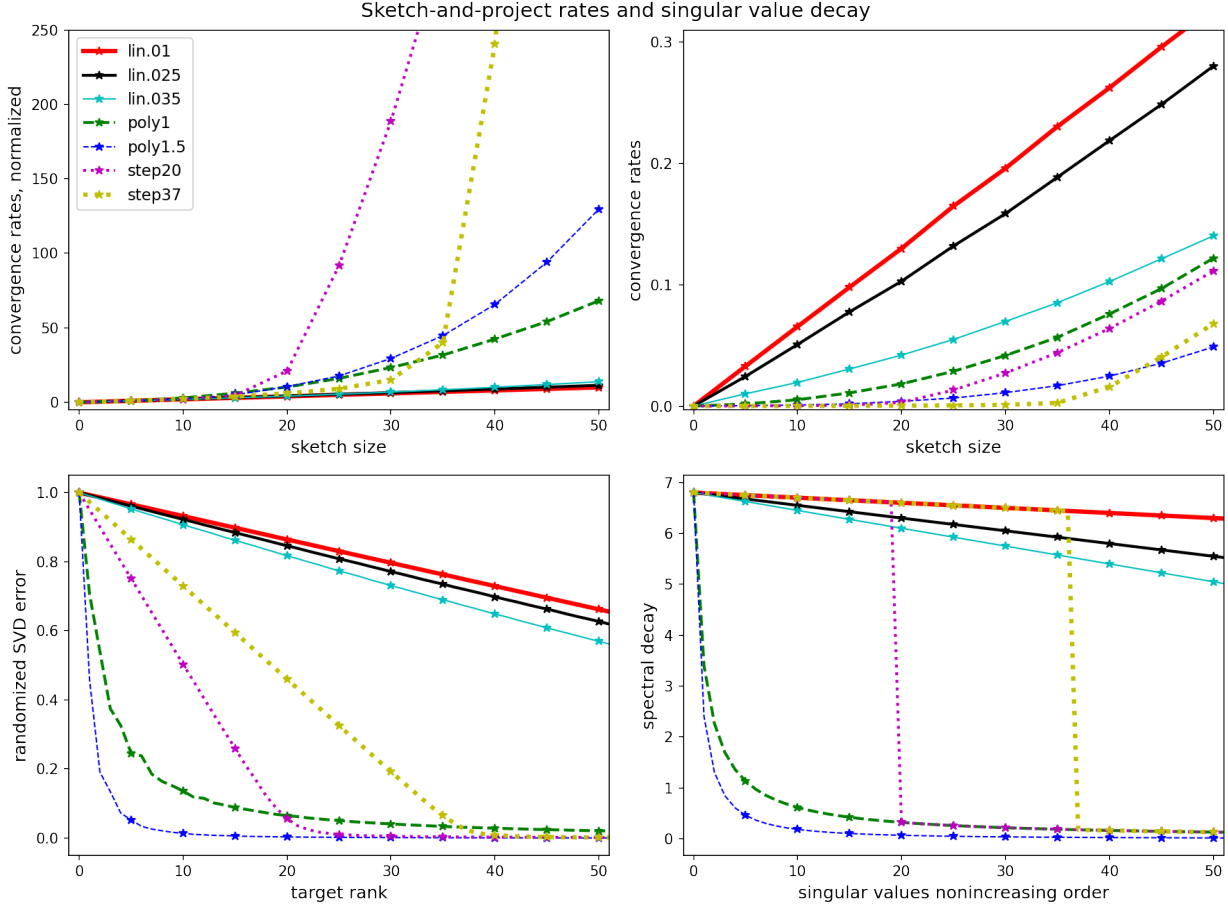 Sketch-and-project rates and singular value decay
convergence rates, normalized
250
200
150
100
50
0
lin.01
lin.025
lin.035
poly1
poly1.5
step20
step37
0 10 20 30 40 50
sketch size
convergence rates
0.3
0.2
0.1
0.0
0 10 20 30 40 50
sketch size
randomized SVD error
1.0
0.8
0.6
0.4
0.2
0.0
0 10 20 30 40 50
target rank
spectral decay
7
6
5
4
3
2
1
0
0 10 20 30 40 50
singular values nonincreasing order